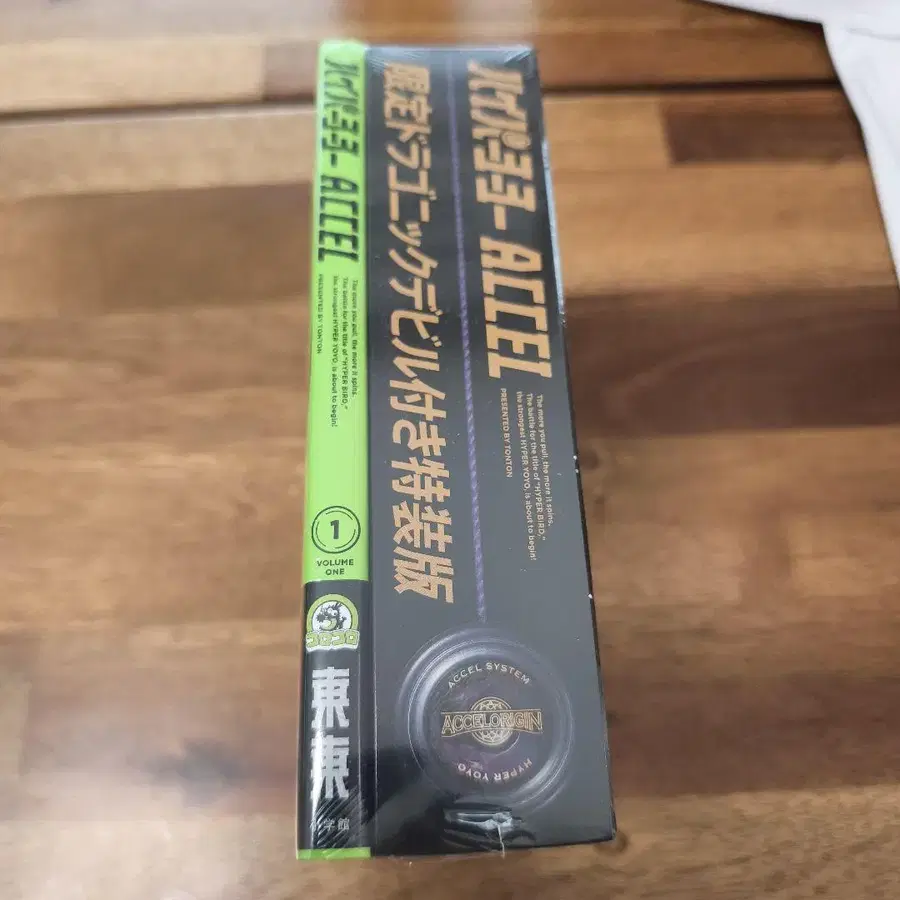 ハイパーヨーヨー ACCEL
The more you pull, the more it spins.
The battle for the title of "HYPER BIRD,"
the strongest HYPER YOYO, is about to begin!
PRESENTED BY TONTON
1
VOLUME
ONE
コロコロ
東東
小学館
限定ドラゴニックデビル付き特装版
ハイパーヨーヨー ACCEL
The more you pull, the more it spins.
The battle for the title of "HYPER BIRD,"
the strongest HYPER YOYO, is about to begin!
PRESENTED BY TONTON
ACCEL SYSTEM
ACCELORIGIN
HYPER YOYO